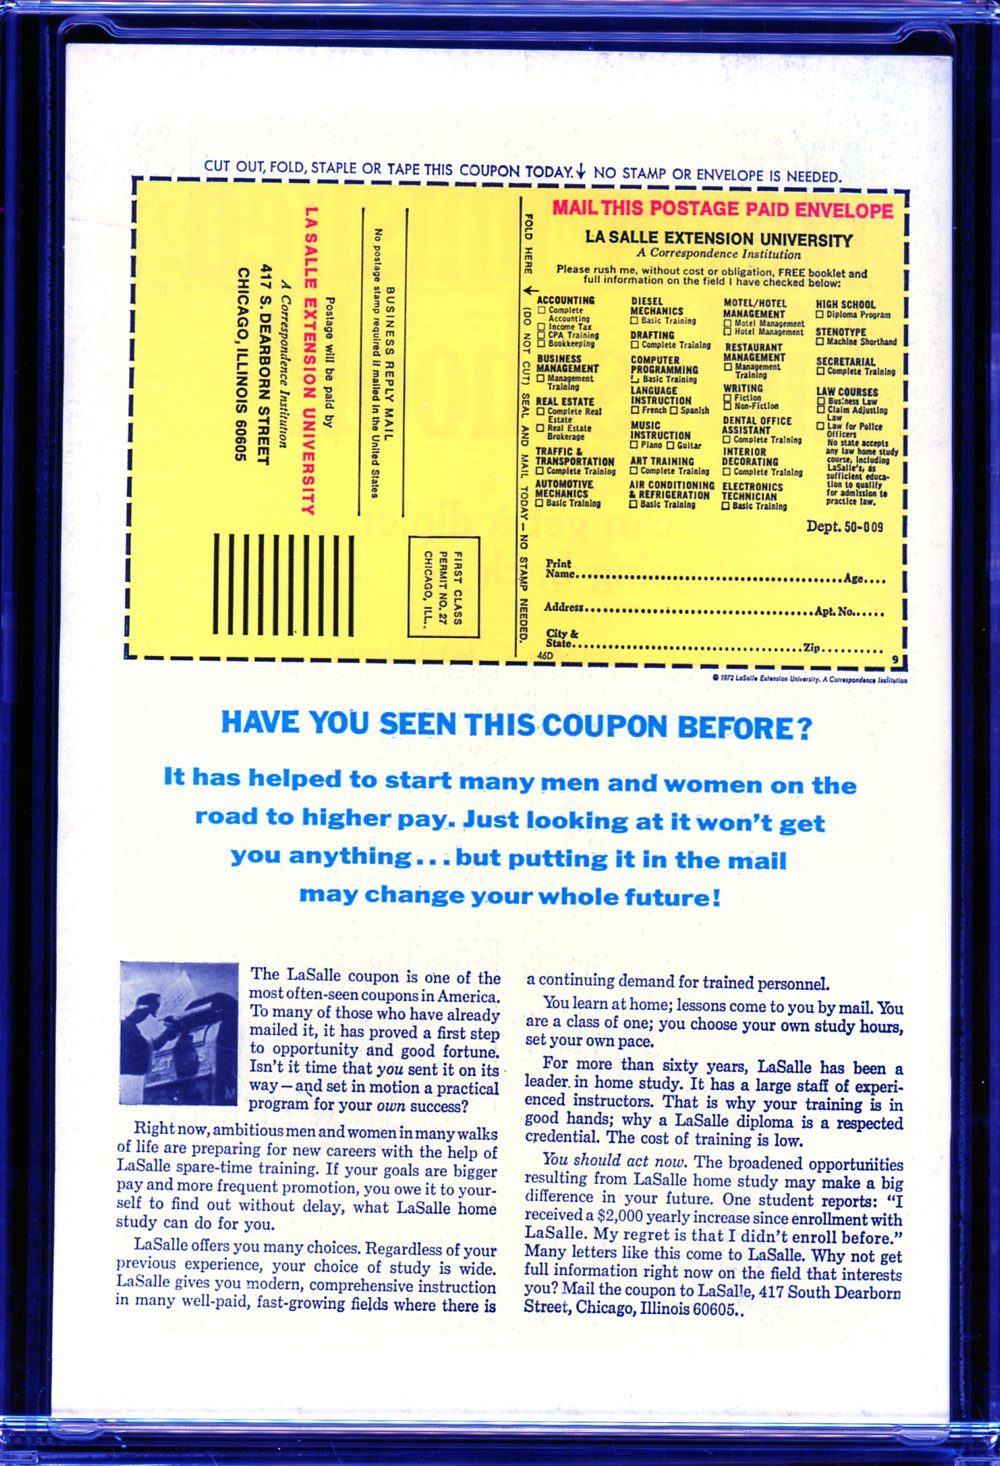 CUT OUT, FOLD, STAPLE OR TAPE THIS COUPON TODAY.↓ NO STAMP OR ENVELOPE IS NEEDED.
BUSINESS REPLY MAIL
No postage stamp required if mailed in the United States
Postage will be paid by
LA SALLE EXTENSION UNIVERSITY
A Correspondence Institution
417 S. DEARBORN STREET
CHICAGO, ILLINOIS 60605
FIRST CLASS
PERMIT NO. 27
CHICAGO, ILL.
FOLD HERE → (DO NOT CUT) SEAL AND MAIL TODAY—NO STAMP NEEDED.
MAIL THIS POSTAGE PAID ENVELOPE
LA SALLE EXTENSION UNIVERSITY
A Correspondence Institution
Please rush me, without cost or obligation, FREE booklet and
full information on the field I have checked below:
ACCOUNTING
☐ Complete
Accounting
☐ Income Tax
☐ CPA Training
☐ Bookkeeping
BUSINESS
MANAGEMENT
☐ Management
Training
REAL ESTATE
☐ Complete Real
Estate
☐ Real Estate
Brokerage
TRAFFIC &
TRANSPORTATION
☐ Complete Training
AUTOMOTIVE
MECHANICS
☐ Basic Training
DIESEL
MECHANICS
☐ Basic Training
DRAFTING
☐ Complete Training
COMPUTER
PROGRAMMING
☐ Basic Training
LANGUAGE
INSTRUCTION
☐ French ☐ Spanish
MUSIC
INSTRUCTION
☐ Piano ☐ Guitar
ART TRAINING
☐ Complete Training
AIR CONDITIONING
& REFRIGERATION
☐ Basic Training
MOTEL/HOTEL
MANAGEMENT
☐ Motel Management
☐ Hotel Management
RESTAURANT
MANAGEMENT
☐ Management
Training
WRITING
☐ Fiction
☐ Non-Fiction
DENTAL OFFICE
ASSISTANT
☐ Complete Training
INTERIOR
DECORATING
☐ Complete Training
ELECTRONICS
TECHNICIAN
☐ Basic Training
HIGH SCHOOL
☐ Diploma Program
STENOTYPE
☐ Machine Shorthand
SECRETARIAL
☐ Complete Training
LAW COURSES
☐ Business Law
☐ Claim Adjusting
Law
☐ Law for Police
Officers
No state accepts
any law home study
course, including
LaSalle's, as
sufficient educa-
tion to qualify
for admission to
practice law.
Dept. 50-009
Print
Name.......... Age....
Address.......... Apt. No......
City &
State.......... Zip..........
46D
9
© 1972 LaSalle Extension University. A Correspondence Institution
HAVE YOU SEEN THIS COUPON BEFORE?
It has helped to start many men and women on the
road to higher pay. Just looking at it won't get
you anything...but putting it in the mail
may change your whole future!
The LaSalle coupon is one of the
most often-seen coupons in America.
To many of those who have already
mailed it, it has proved a first step
to opportunity and good fortune.
Isn't it time that you sent it on its
way—and set in motion a practical
program for your own success?
Right now, ambitious men and women in many walks
of life are preparing for new careers with the help of
LaSalle spare-time training. If your goals are bigger
pay and more frequent promotion, you owe it to your-
self to find out without delay, what LaSalle home
study can do for you.
LaSalle offers you many choices. Regardless of your
previous experience, your choice of study is wide.
LaSalle gives you modern, comprehensive instruction
in many well-paid, fast-growing fields where there is
a continuing demand for trained personnel.
You learn at home; lessons come to you by mail. You
are a class of one; you choose your own study hours,
set your own pace.
For more than sixty years, LaSalle has been a
leader in home study. It has a large staff of experi-
enced instructors. That is why your training is in
good hands; why a LaSalle diploma is a respected
credential. The cost of training is low.
You should act now. The broadened opportunities
resulting from LaSalle home study may make a big
difference in your future. One student reports: "I
received a $2,000 yearly increase since enrollment with
LaSalle. My regret is that I didn't enroll before."
Many letters like this come to LaSalle. Why not get
full information right now on the field that interests
you? Mail the coupon to LaSalle, 417 South Dearborn
Street, Chicago, Illinois 60605..